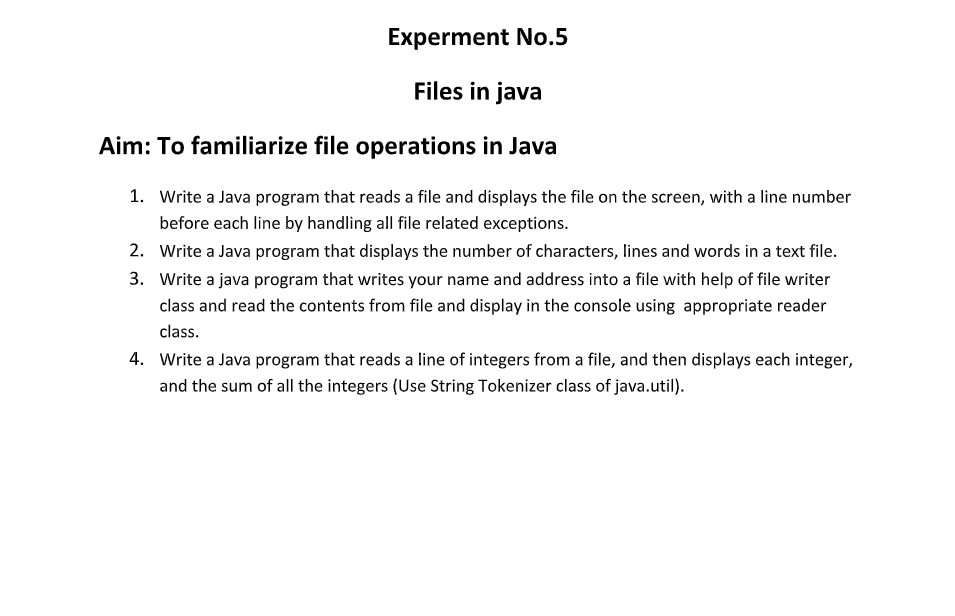 Experment No.5
Files in java
Aim: To familiarize file operations in Java
1. Write a Java program that reads a file and displays the file on the screen, with a line number
before each line by handling all file related exceptions.
2. Write a Java program that displays the number of characters, lines and words in a text file.
3. Write a java program that writes your name and address into a file with help of file writer
class and read the contents from file and display in the console using  appropriate reader
class.
4. Write a Java program that reads a line of integers from a file, and then displays each integer,
and the sum of all the integers (Use String Tokenizer class of java.util).